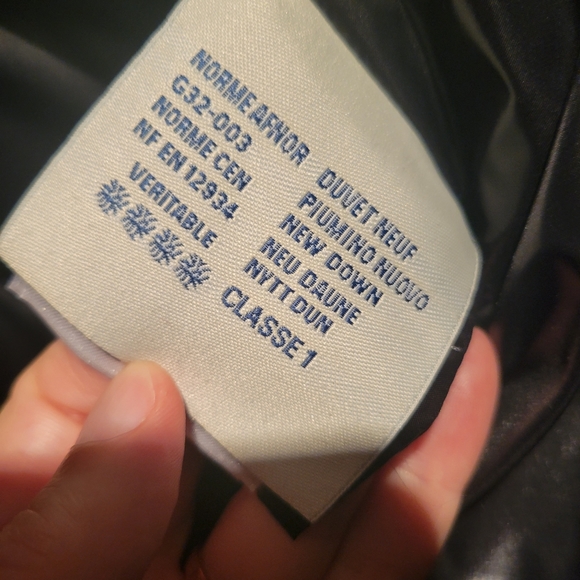 NORME AFNOR
G32-003
NORME CEN
NF EN 12934
VERITABLE
DUVET NEUF
PIUMINO NUOVO
NEW DOWN
NEU DAUNE
NYTT DUN
CLASSE 1